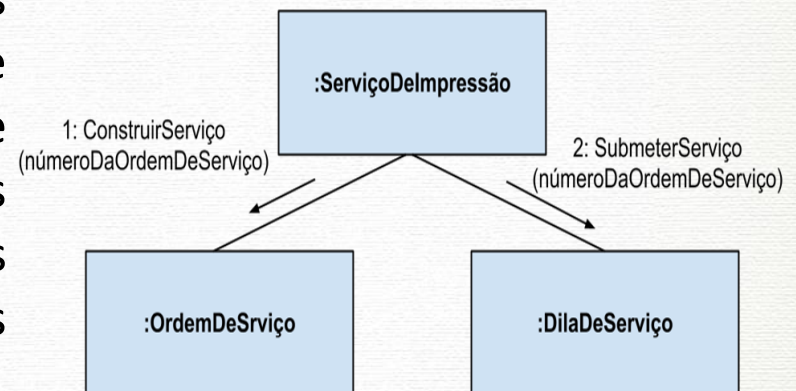 s
e
e
s
s
s
:ServiçoDeImpressão
1: ConstruirServiço
(númeroDaOrdemDeServiço)
2: SubmeterServiço
(númeroDaOrdemDeServiço)
:OrdemDeSrviço
:DilaDeServiço